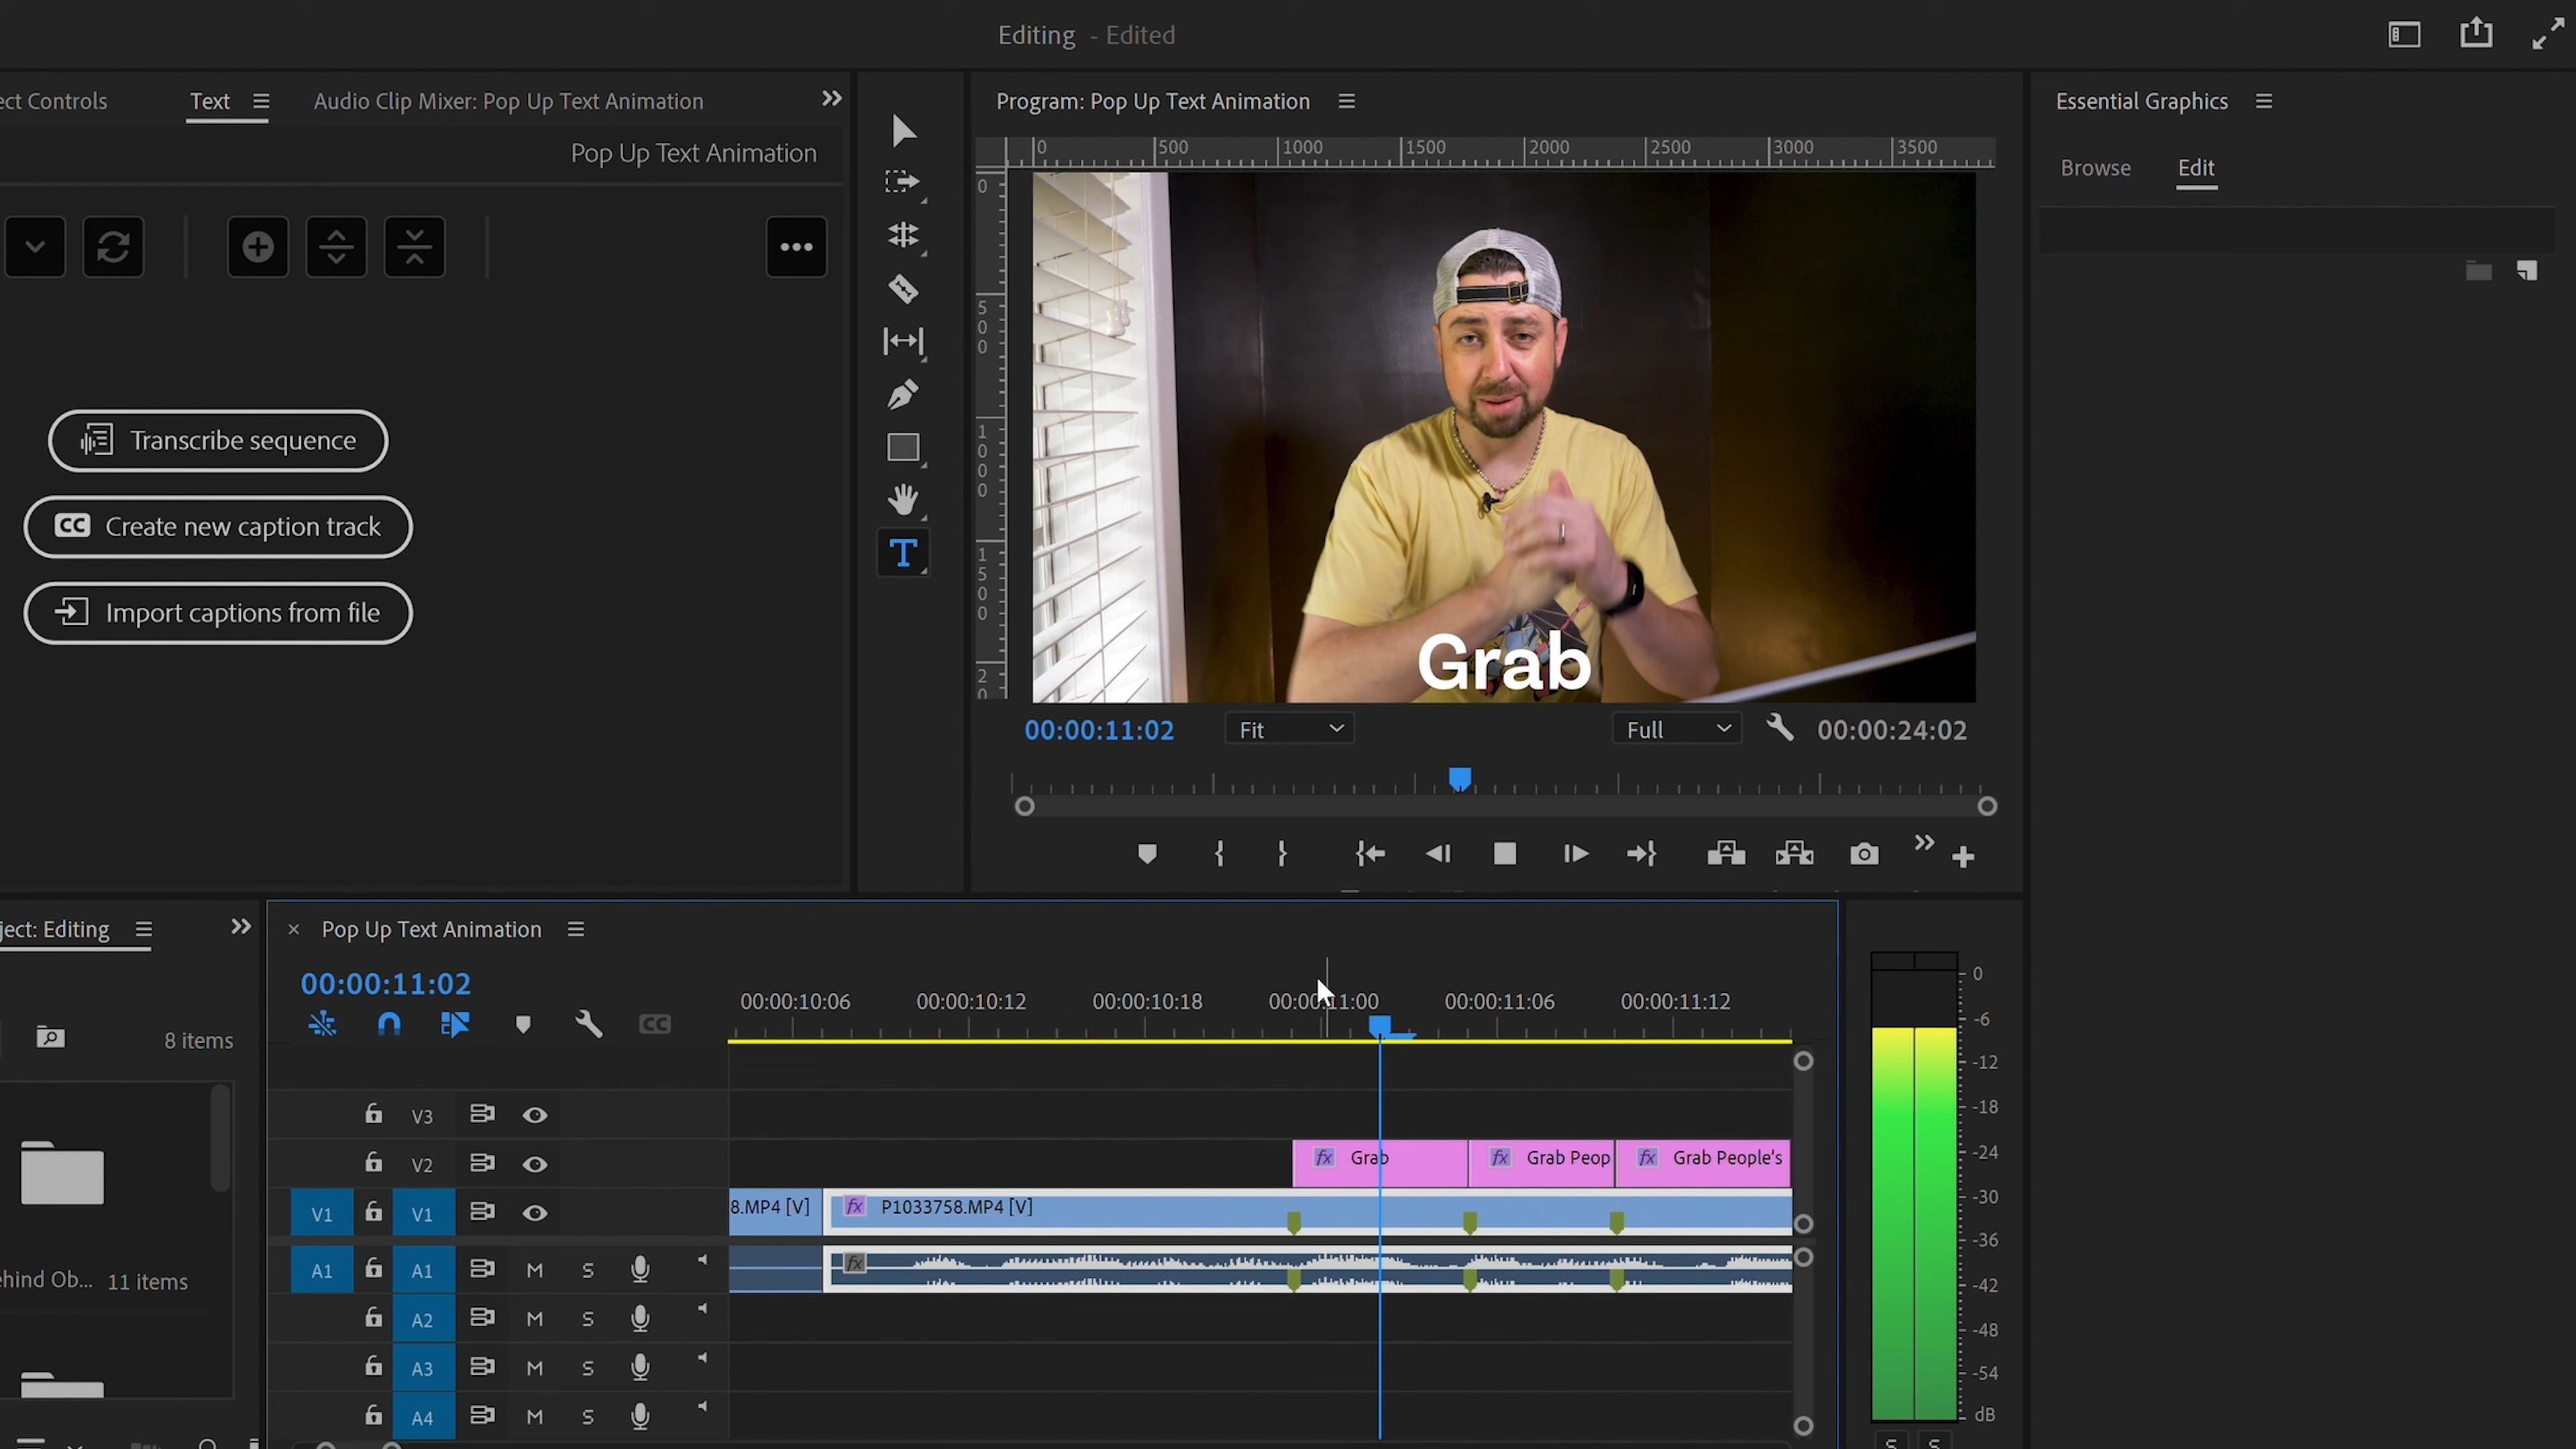 Editing - Edited
ect Controls
Text
Audio Clip Mixer: Pop Up Text Animation
Program: Pop Up Text Animation
Essential Graphics
Pop Up Text Animation
Browse
Edit
0 500 1000 1500 2000 2500 3000 3500
0
500
1000
1500
20
Transcribe sequence
CC Create new caption track
Import captions from file
T
Grab
00:00:11:02
Fit
Full
00:00:24:02
ject: Editing
Pop Up Text Animation
00:00:11:02
00:00:10:06 00:00:10:12 00:00:10:18 00:00:11:00 00:00:11:06 00:00:11:12
CC
8 items
V3
V2
fx Grab
fx Grab Peop
fx Grab People's
V1 V1
8.MP4 [V]
fx P1033758.MP4 [V]
A1 A1 M S
fx
ehind Ob... 11 items
A2 M S
A3 M S
A4 M S
0
-6
-12
-18
-24
-30
-36
-42
-48
-54
dB
S S